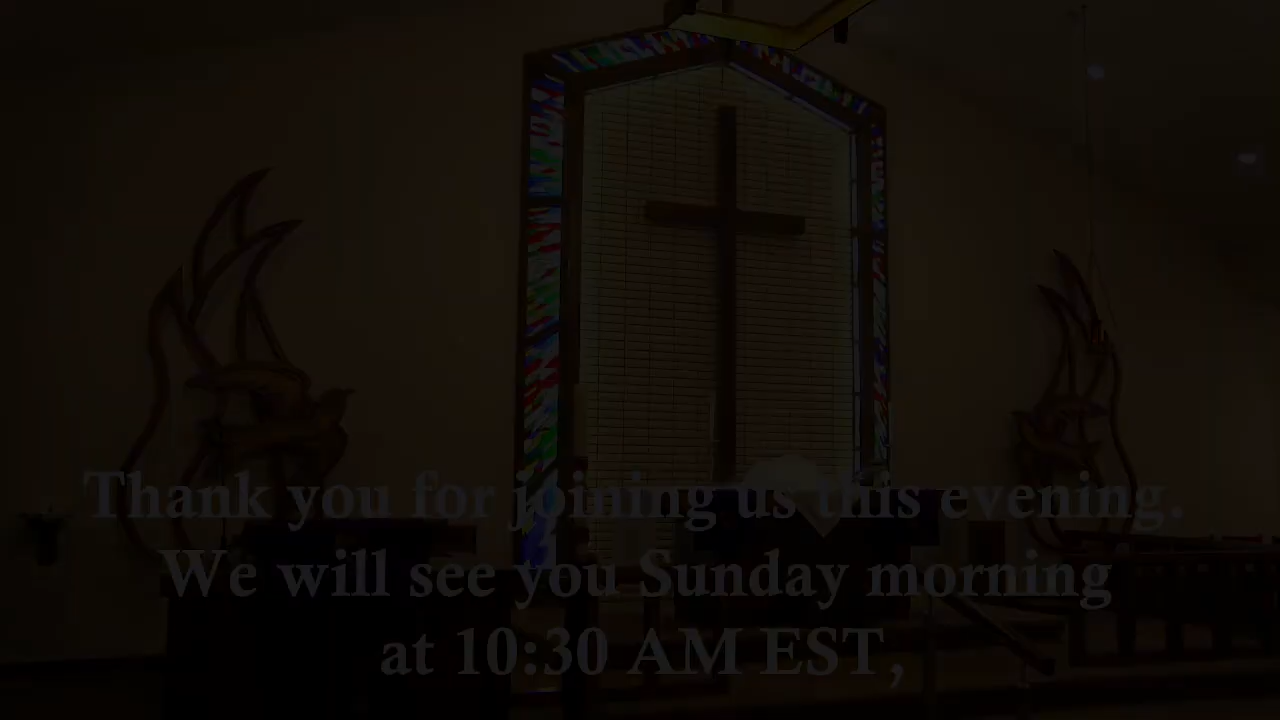 Thank you for joining us this evening.
We will see you Sunday morning
at 10:30 AM EST,